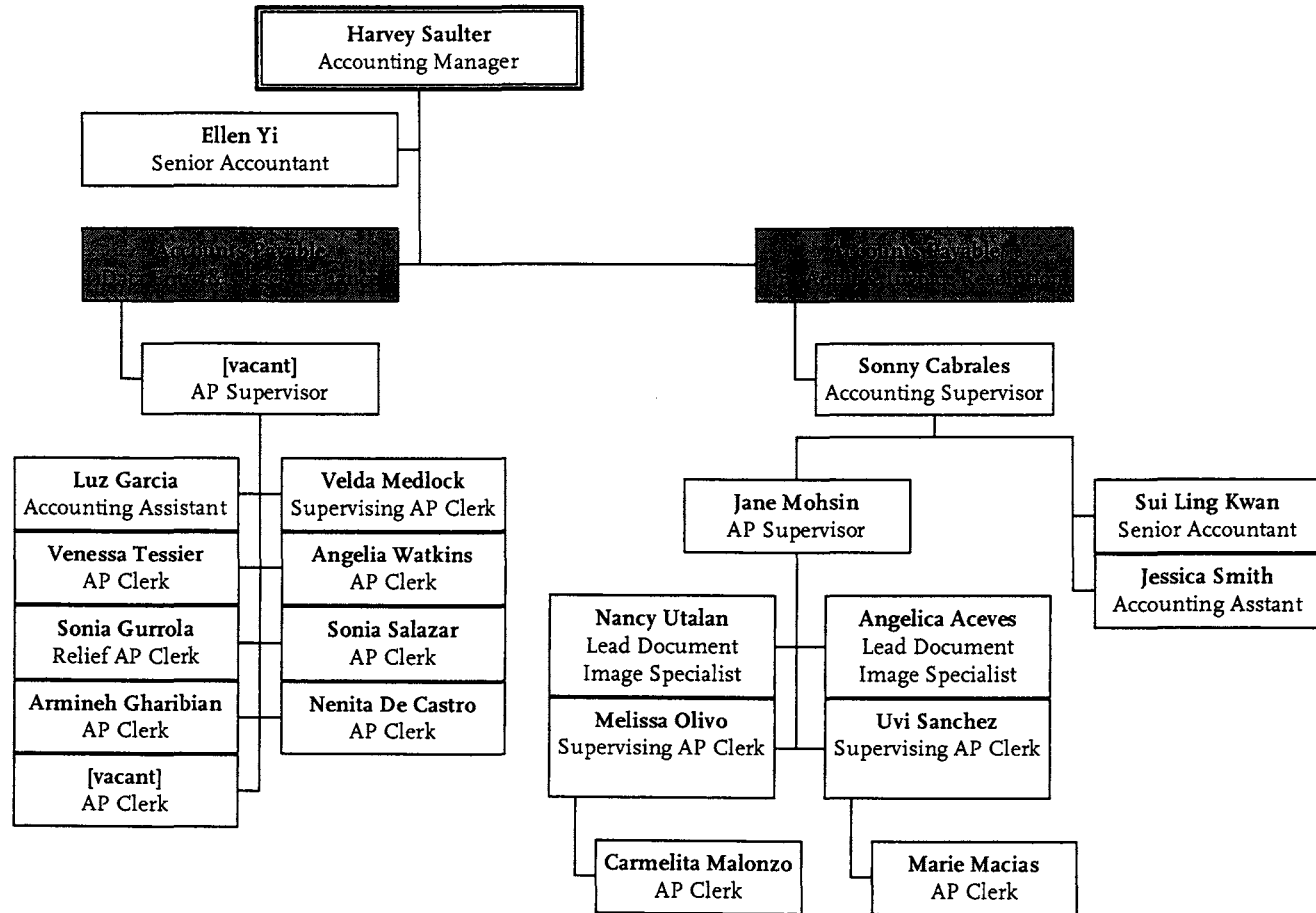 Harvey Saulter
Accounting Manager
Ellen Yi
Senior Accountant
Accounts Payable
Accounts Payable
[vacant]
AP Supervisor
Sonny Cabrales
Accounting Supervisor
Luz Garcia
Accounting Assistant
Velda Medlock
Supervising AP Clerk
Venessa Tessier
AP Clerk
Angelia Watkins
AP Clerk
Sonia Gurrola
Relief AP Clerk
Sonia Salazar
AP Clerk
Armineh Gharibian
AP Clerk
Nenita De Castro
AP Clerk
[vacant]
AP Clerk
Jane Mohsin
AP Supervisor
Sui Ling Kwan
Senior Accountant
Jessica Smith
Accounting Asstant
Nancy Utalan
Lead Document
Image Specialist
Angelica Aceves
Lead Document
Image Specialist
Melissa Olivo
Supervising AP Clerk
Uvi Sanchez
Supervising AP Clerk
Carmelita Malonzo
AP Clerk
Marie Macias
AP Clerk